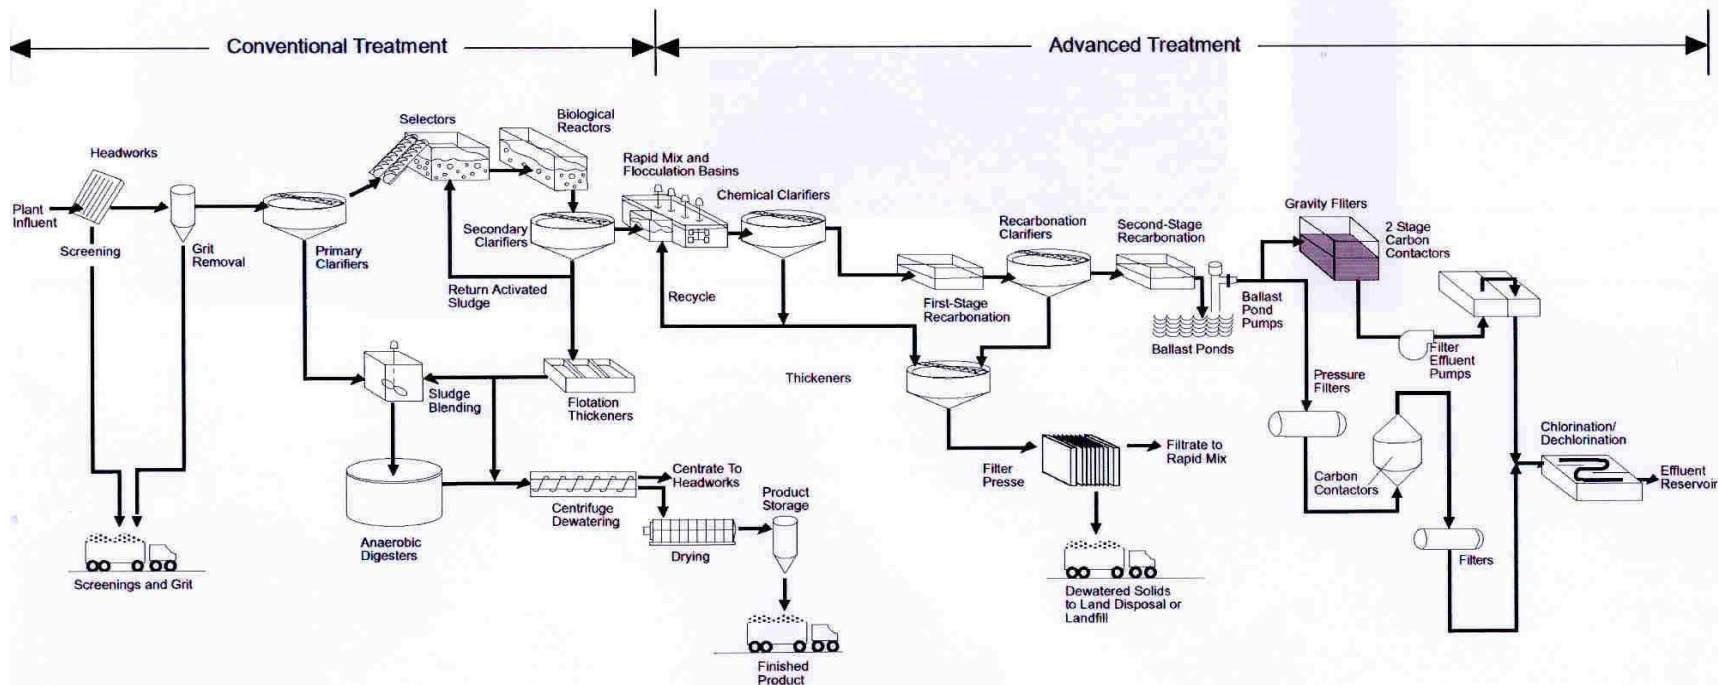 Conventional Treatment
Advanced Treatment
Headworks
Plant
Influent
Screening
Grit
Removal
Primary
Clarifiers
Selectors
Biological
Reactors
Secondary
Clarifiers
Return Activated
Sludge
Rapid Mix and
Flocculation Basins
Recycle
Chemical Clarifiers
First-Stage
Recarbonation
Recarbonation
Clarifiers
Second-Stage
Recarbonation
Ballast Ponds
Ballast
Pond
Pumps
Gravity Fliters
2 Stage
Carbon
Contactors
Filter
Effluent
Pumps
Pressure
Filters
Carbon
Contactors
Filters
Chlorination/
Dechlorination
Effluent
Reservoir
Sludge
Blending
Flotation
Thickeners
Thickeners
Anaerobic
Digesters
Centrifuge
Dewatering
Centrate To
Headworks
Drying
Product
Storage
Finished
Product
Filter
Presse
Filtrate to
Rapid Mix
Dewatered Solids
to Land Disposal or
Landfill
Screenings and Grit